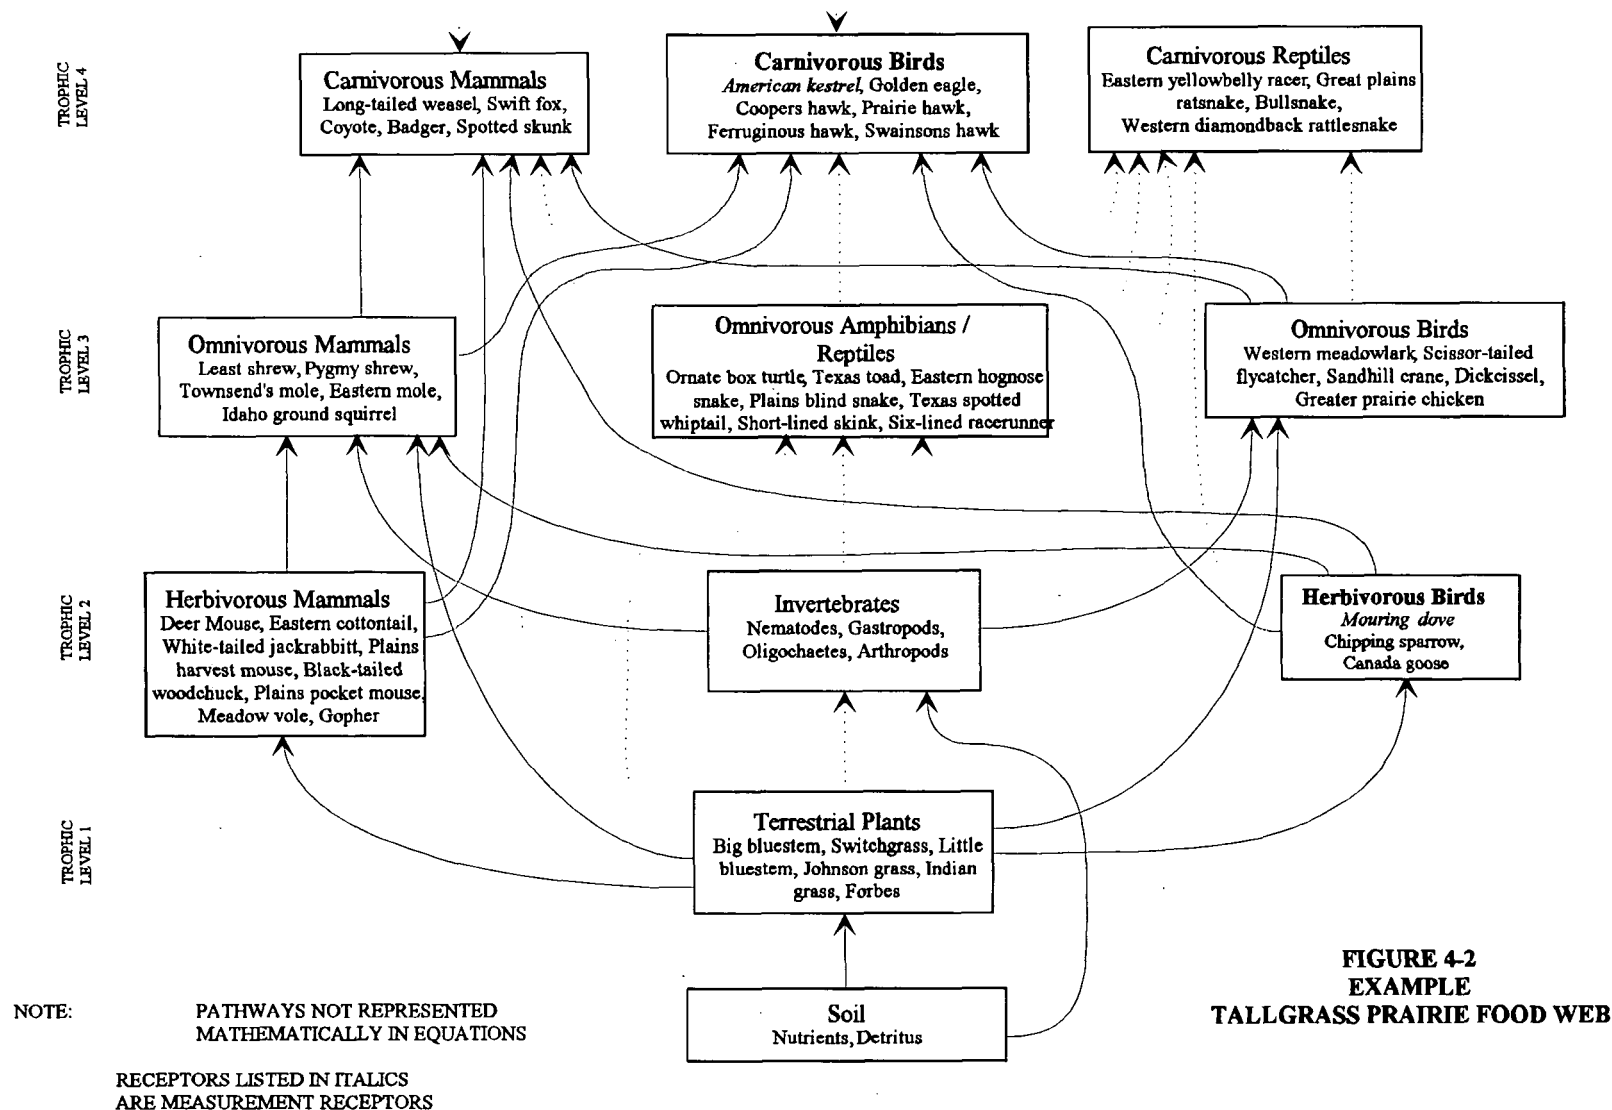 TROPHIC
LEVEL 4
Carnivorous Mammals
Long-tailed weasel, Swift fox,
Coyote, Badger, Spotted skunk
Carnivorous Birds
American kestrel, Golden eagle,
Coopers hawk, Prairie hawk,
Ferruginous hawk, Swainsons hawk
Carnivorous Reptiles
Eastern yellowbelly racer, Great plains
ratsnake, Bullsnake,
Western diamondback rattlesnake
TROPHIC
LEVEL 3
Omnivorous Mammals
Least shrew, Pygmy shrew,
Townsend's mole, Eastern mole,
Idaho ground squirrel
Omnivorous Amphibians /
Reptiles
Ornate box turtle, Texas toad, Eastern hognose
snake, Plains blind snake, Texas spotted
whiptail, Short-lined skink, Six-lined racerunner
Omnivorous Birds
Western meadowlark, Scissor-tailed
flycatcher, Sandhill crane, Dickcissel,
Greater prairie chicken
TROPHIC
LEVEL 2
Herbivorous Mammals
Deer Mouse, Eastern cottontail,
White-tailed jackrabbitt, Plains
harvest mouse, Black-tailed
woodchuck, Plains pocket mouse,
Meadow vole, Gopher
Invertebrates
Nematodes, Gastropods,
Oligochaetes, Arthropods
Herbivorous Birds
Mouring dove
Chipping sparrow,
Canada goose
TROPHIC
LEVEL 1
Terrestrial Plants
Big bluestem, Switchgrass, Little
bluestem, Johnson grass, Indian
grass, Forbes
Soil
Nutrients, Detritus
FIGURE 4-2
EXAMPLE
TALLGRASS PRAIRIE FOOD WEB
NOTE: PATHWAYS NOT REPRESENTED
MATHEMATICALLY IN EQUATIONS
RECEPTORS LISTED IN ITALICS
ARE MEASUREMENT RECEPTORS